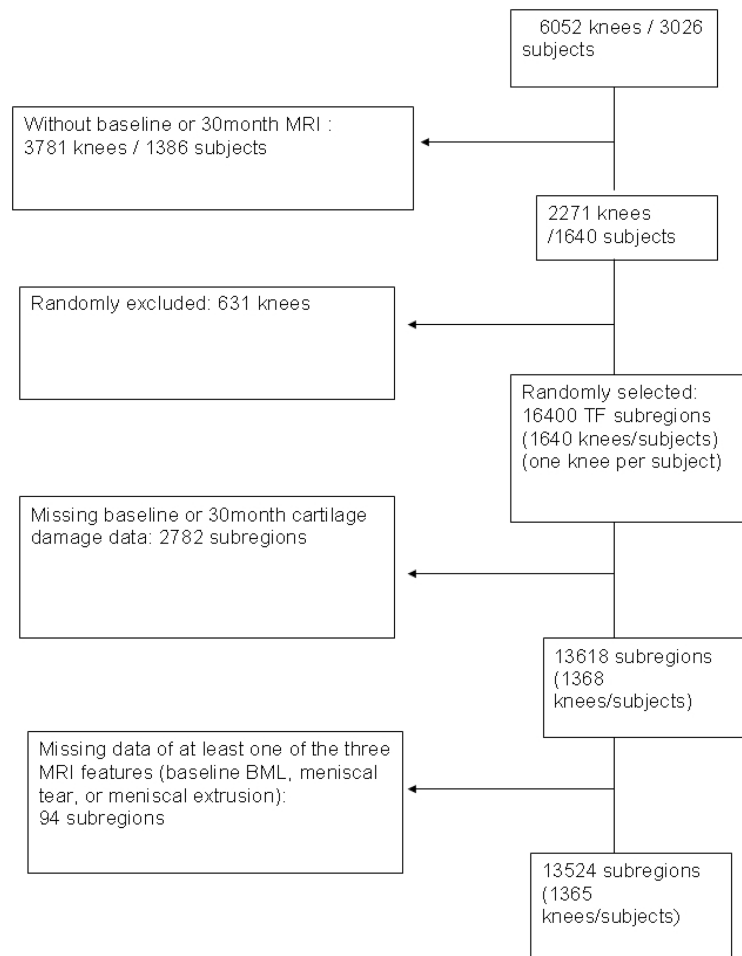 6052 knees / 3026
subjects
Without baseline or 30month MRI :
3781 knees / 1386 subjects
2271 knees
/1640 subjects
Randomly excluded: 631 knees
Randomly selected:
16400 TF subregions
(1640 knees/subjects)
(one knee per subject)
Missing baseline or 30month cartilage
damage data: 2782 subregions
13618 subregions
(1368
knees/subjects)
Missing data of at least one of the three
MRI features (baseline BML, meniscal
tear, or meniscal extrusion):
94 subregions
13524 subregions
(1365
knees/subjects)